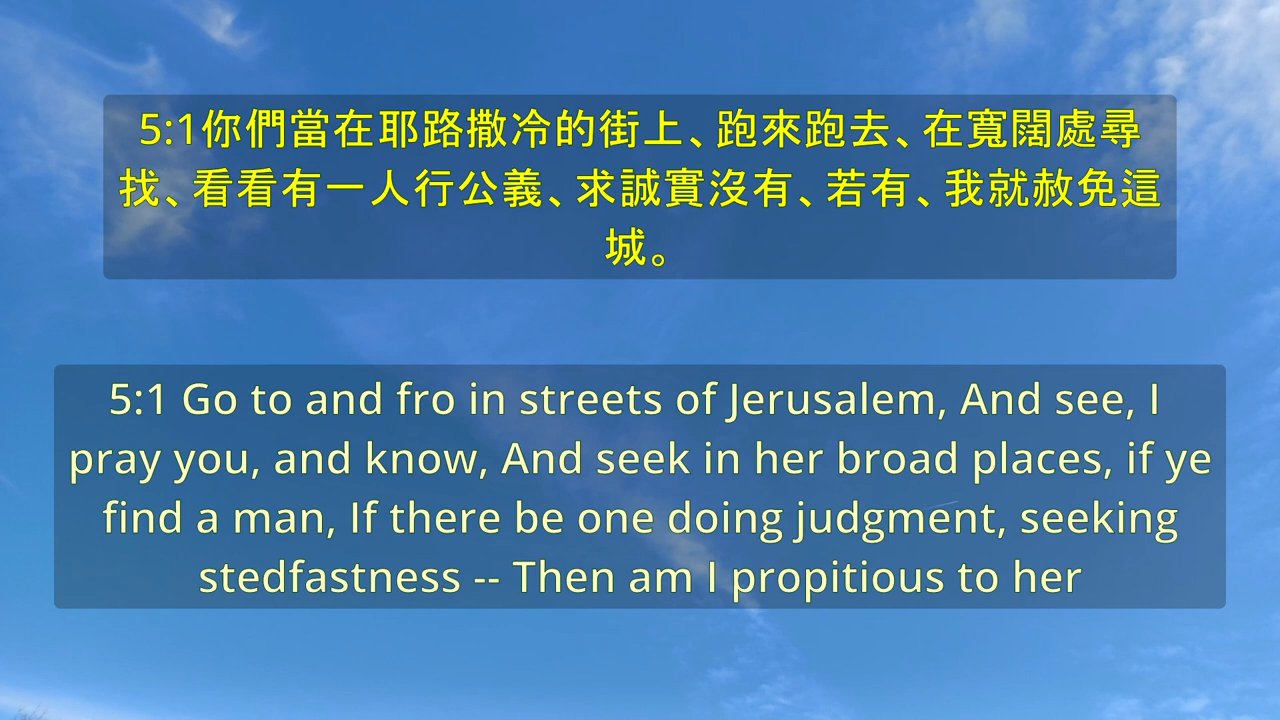 5:1你們當在耶路撒冷的街上、跑來跑去、在寬闊處尋
找、看看有一人行公義、求誠實沒有、若有、我就赦免這
城。
5:1 Go to and fro in streets of Jerusalem, And see, I
pray you, and know, And seek in her broad places, if ye
find a man, If there be one doing judgment, seeking
stedfastness -- Then am I propitious to her